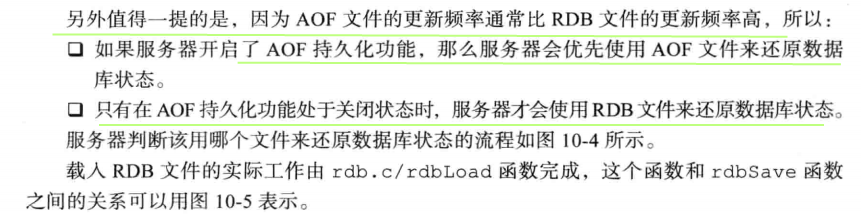 另外值得一提的是，因为 AOF 文件的更新频率通常比 RDB 文件的更新频率高，所以：
❑ 如果服务器开启了 AOF 持久化功能，那么服务器会优先使用 AOF 文件来还原数据
库状态。
❑ 只有在 AOF 持久化功能处于关闭状态时，服务器才会使用 RDB 文件来还原数据库状态。
服务器判断该用哪个文件来还原数据库状态的流程如图 10-4 所示。
载入 RDB 文件的实际工作由 rdb.c/rdbLoad 函数完成，这个函数和 rdbSave 函数
之间的关系可以用图 10-5 表示。